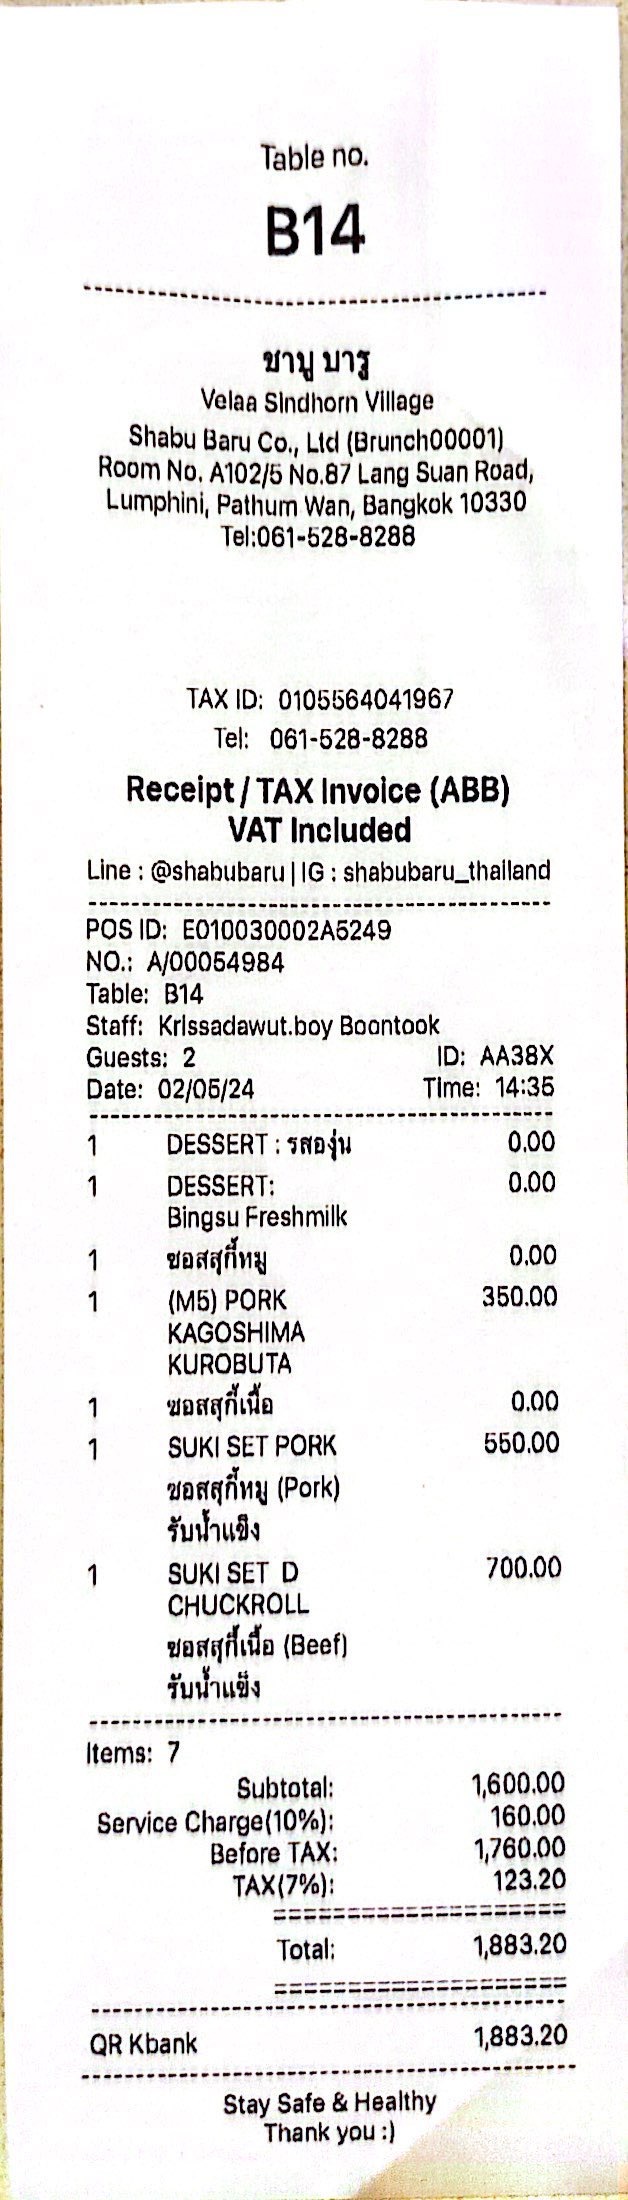 Table no.
B14
ชาบู บารู
Velaa Sindhorn Village
Shabu Baru Co., Ltd (Brunch00001)
Room No. A102/5 No.87 Lang Suan Road,
Lumphini, Pathum Wan, Bangkok 10330
Tel:061-528-8288
TAX ID: 0105564041967
Tel: 061-528-8288
Receipt / TAX Invoice (ABB)
VAT Included
Line : @shabubaru | IG : shabubaru_thailand
POS ID: E010030002A5249
NO.: A/00054984
Table: B14
Staff: Krissadawut.boy Boontook
Guests: 2 ID: AA38X
Date: 02/05/24 Time: 14:35
1 DESSERT : รสองุ่น 0.00
1 DESSERT: 0.00
Bingsu Freshmilk
1 ซอสสุกี้หมู 0.00
1 (M5) PORK 350.00
KAGOSHIMA
KUROBUTA
1 ซอสสุกี้เนื้อ 0.00
1 SUKI SET PORK 550.00
ซอสสุกี้หมู (Pork)
รับน้ำแข็ง
1 SUKI SET D 700.00
CHUCKROLL
ซอสสุกี้เนื้อ (Beef)
รับน้ำแข็ง
Items: 7
Subtotal: 1,600.00
Service Charge(10%): 160.00
Before TAX: 1,760.00
TAX(7%): 123.20
Total: 1,883.20
QR Kbank 1,883.20
Stay Safe & Healthy
Thank you :)